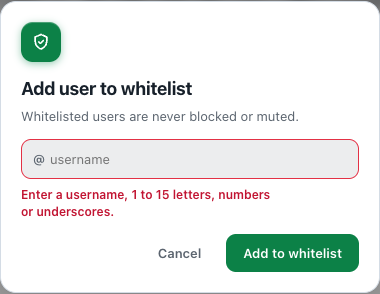 Add user to whitelist
Whitelisted users are never blocked or muted.
@ username
Enter a username, 1 to 15 letters, numbers
or underscores.
Cancel
Add to whitelist